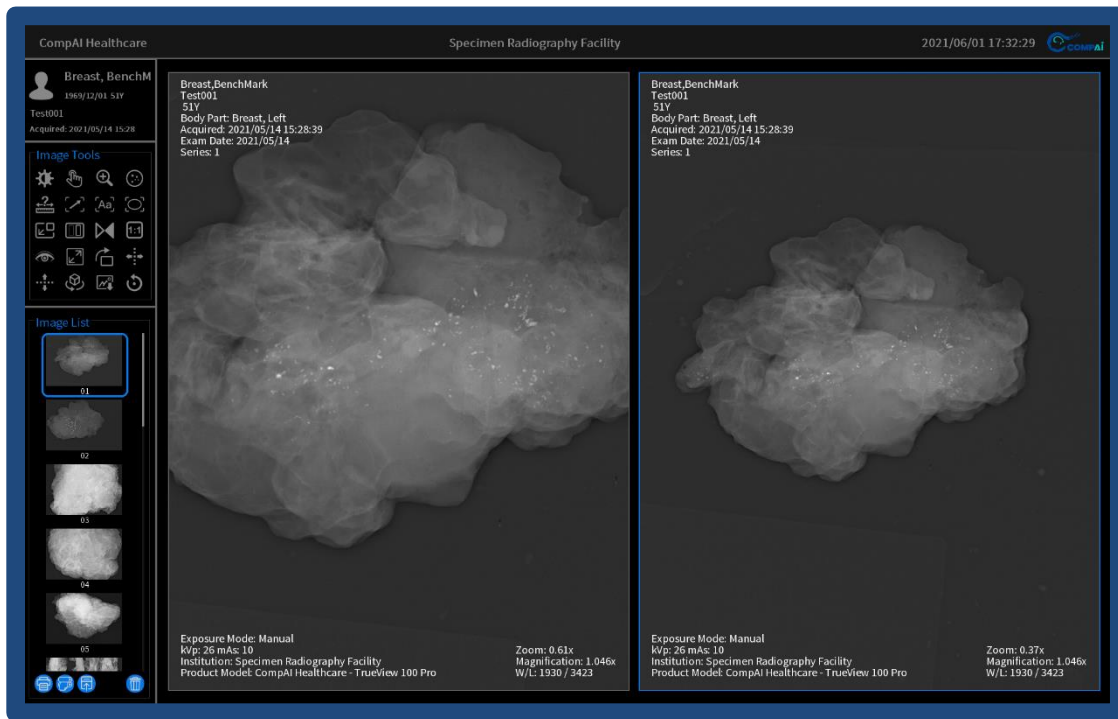 CompAI Healthcare
Specimen Radiography Facility
2021/06/01 17:32:29
COMPAi
Breast, BenchM
1969/12/01 51Y
Test001
Acquired: 2021/05/14 15:28
Image Tools
Aa
1:1
Image List
01
02
03
04
05
Breast,BenchMark
Test001
51Y
Body Part: Breast, Left
Acquired: 2021/05/14 15:28:39
Exam Date: 2021/05/14
Series: 1
Exposure Mode: Manual
kVp: 26 mAs: 10
Institution: Specimen Radiography Facility
Product Model: CompAI Healthcare - TrueView 100 Pro
Zoom: 0.61x
Magnification: 1.046x
W/L: 1930 / 3423
Breast,BenchMark
Test001
51Y
Body Part: Breast, Left
Acquired: 2021/05/14 15:28:39
Exam Date: 2021/05/14
Series: 1
Exposure Mode: Manual
kVp: 26 mAs: 10
Institution: Specimen Radiography Facility
Product Model: CompAI Healthcare - TrueView 100 Pro
Zoom: 0.37x
Magnification: 1.046x
W/L: 1930 / 3423